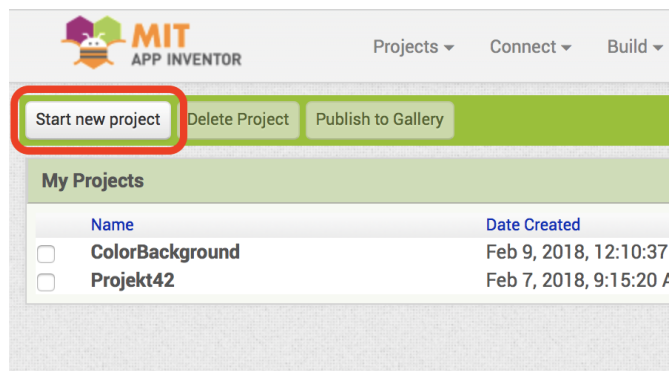 MIT
APP INVENTOR
Projects Connect Build
Start new project Delete Project Publish to Gallery
My Projects
Name Date Created
ColorBackground Feb 9, 2018, 12:10:37
Projekt42 Feb 7, 2018, 9:15:20 A